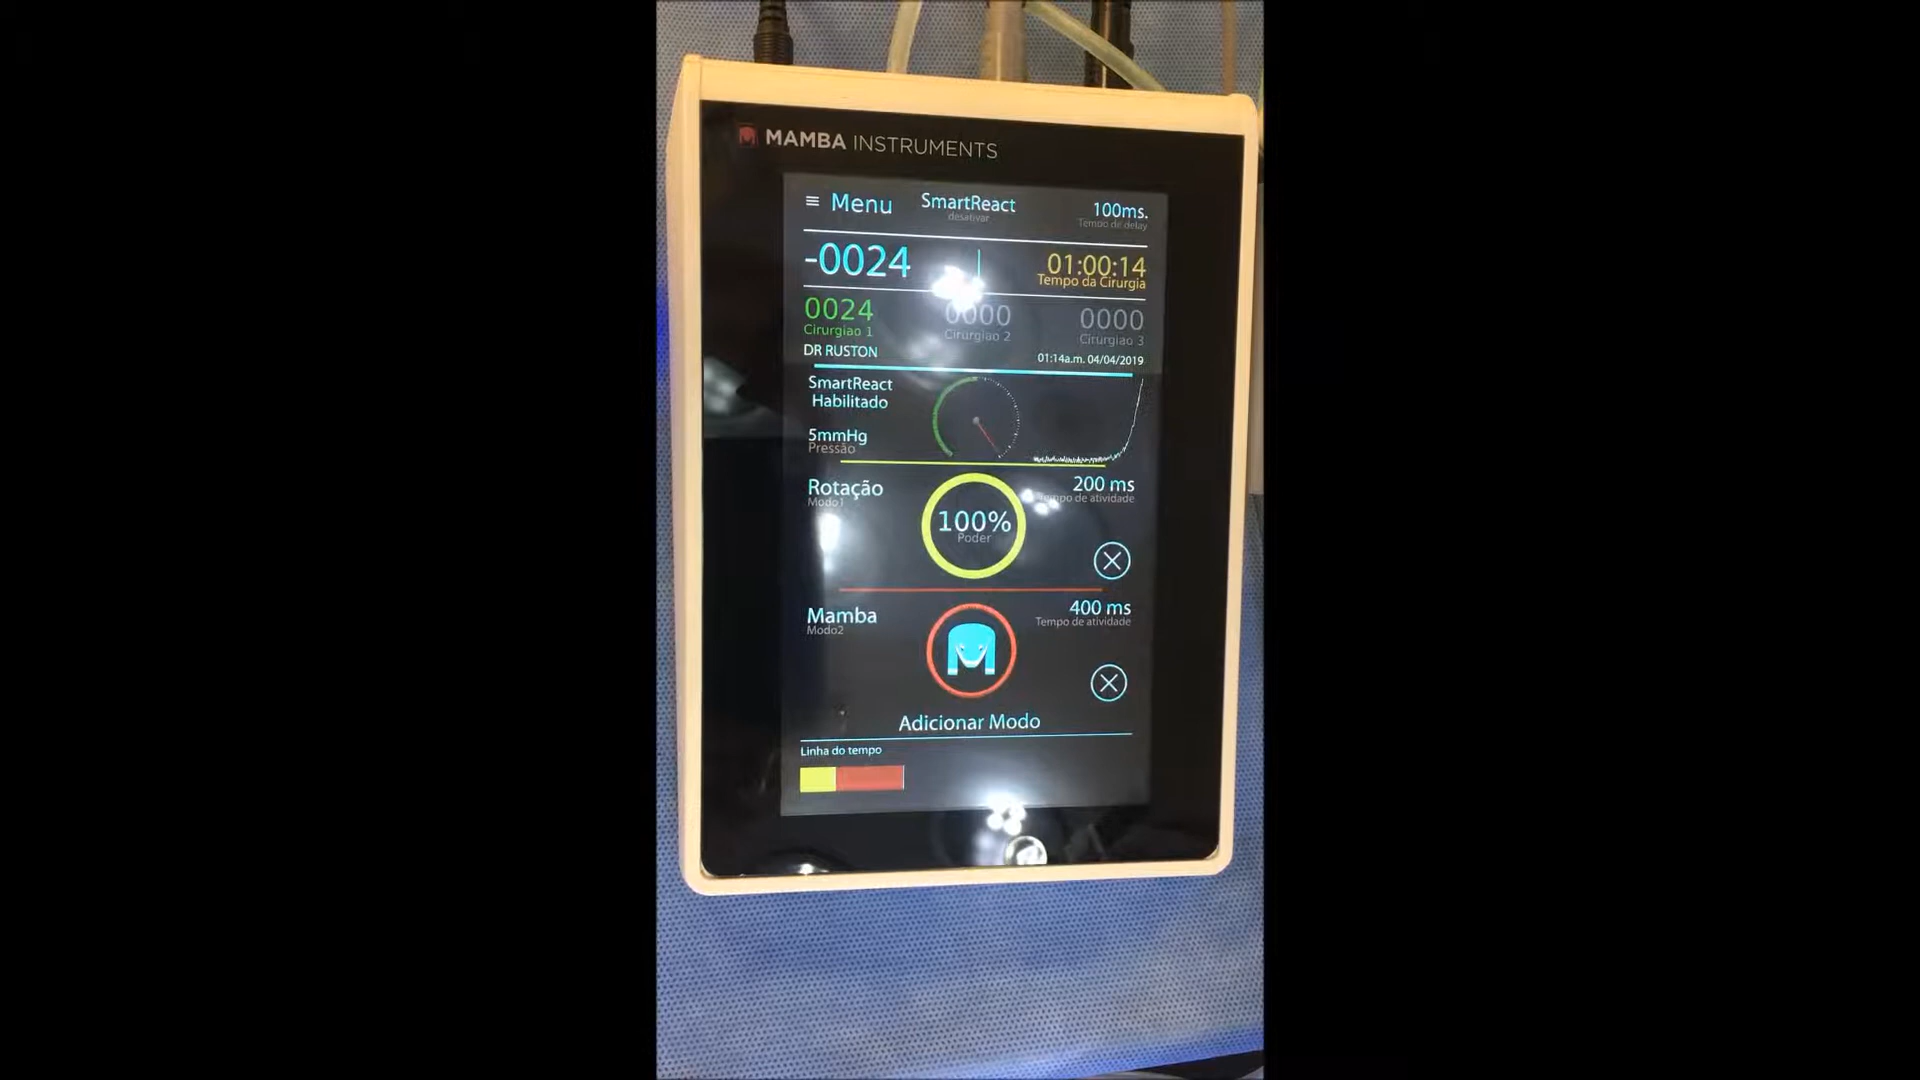 MAMBA INSTRUMENTS
Menu SmartReact 100ms.
desativar Tempo de delay
-0024 01:00:14
Tempo da Cirurgia
0024 0000 0000
Cirurgiao 1 Cirurgiao 2 Cirurgiao 3
DR RUSTON 01:14a.m. 04/04/2019
SmartReact
Habilitado
5mmHg
Pressão
Rotação 200 ms
Modo1 Tempo de atividade
100%
Poder
Mamba 400 ms
Modo2 Tempo de atividade
Adicionar Modo
Linha do tempo